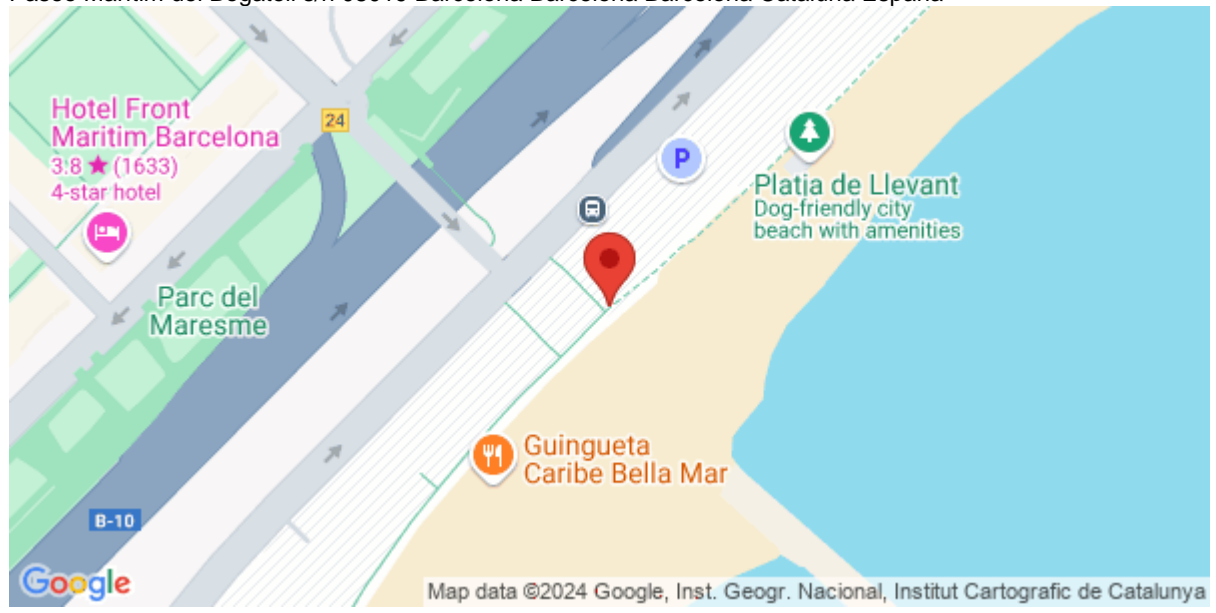 Hotel Front
Maritim Barcelona
3.8 ★ (1633)
4-star hotel
24
P
Platja de Llevant
Dog-friendly city
beach with amenities
Parc del
Maresme
Guingueta
Caribe Bella Mar
B-10
Google
Map data ©2024 Google, Inst. Geogr. Nacional, Institut Cartografic de Catalunya